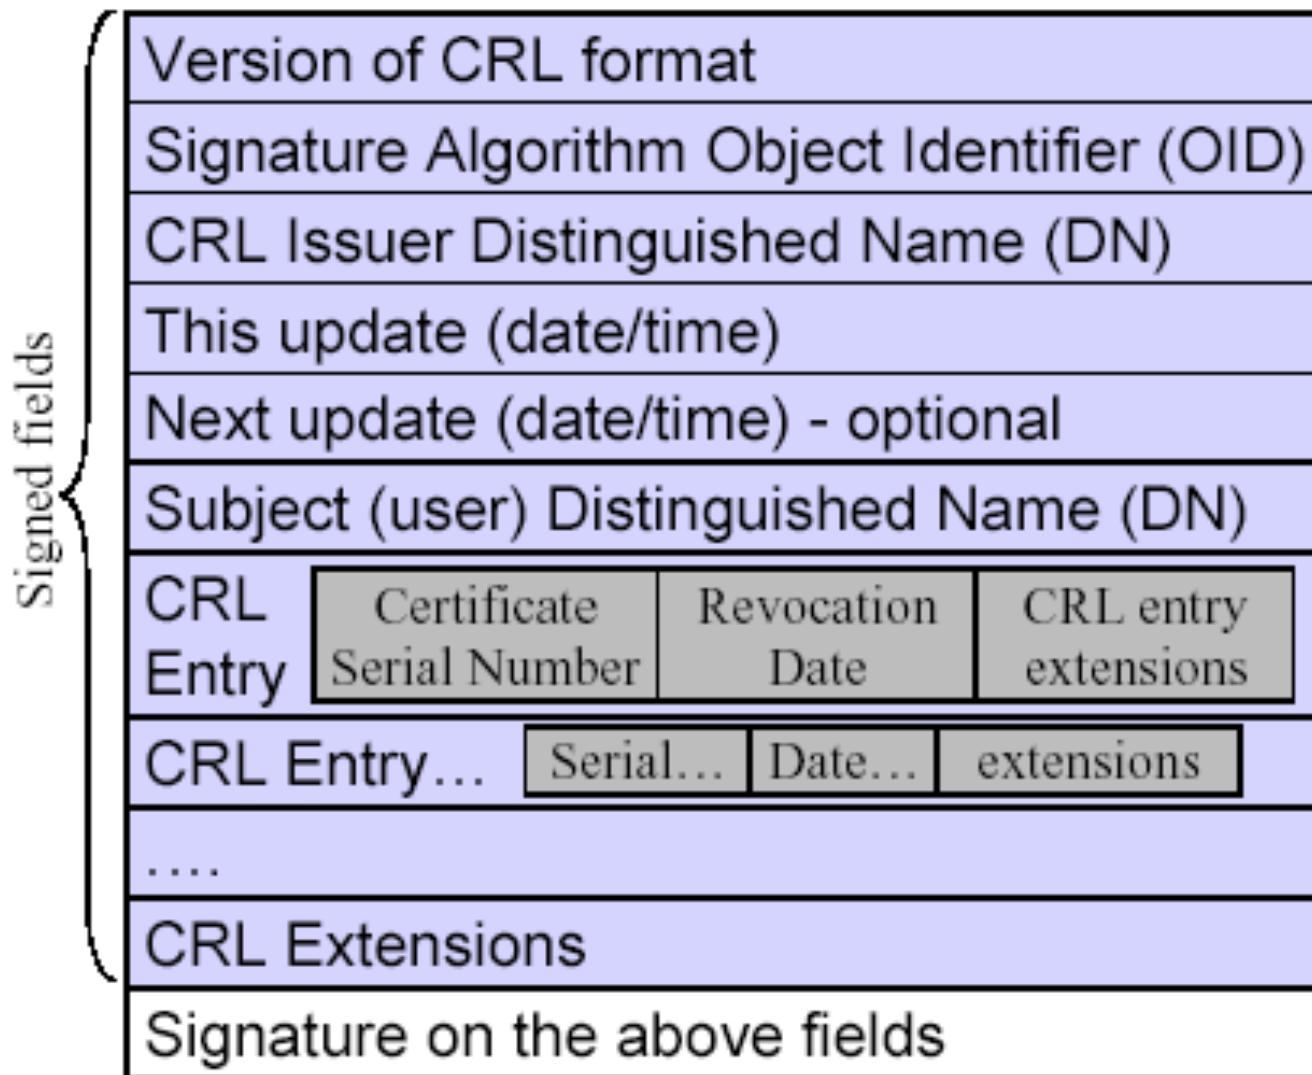 Signed fields
Version of CRL format
Signature Algorithm Object Identifier (OID)
CRL Issuer Distinguished Name (DN)
This update (date/time)
Next update (date/time) - optional
Subject (user) Distinguished Name (DN)
CRL
Entry
Certificate
Serial Number
Revocation
Date
CRL entry
extensions
CRL Entry…
Serial…
Date…
extensions
….
CRL Extensions
Signature on the above fields